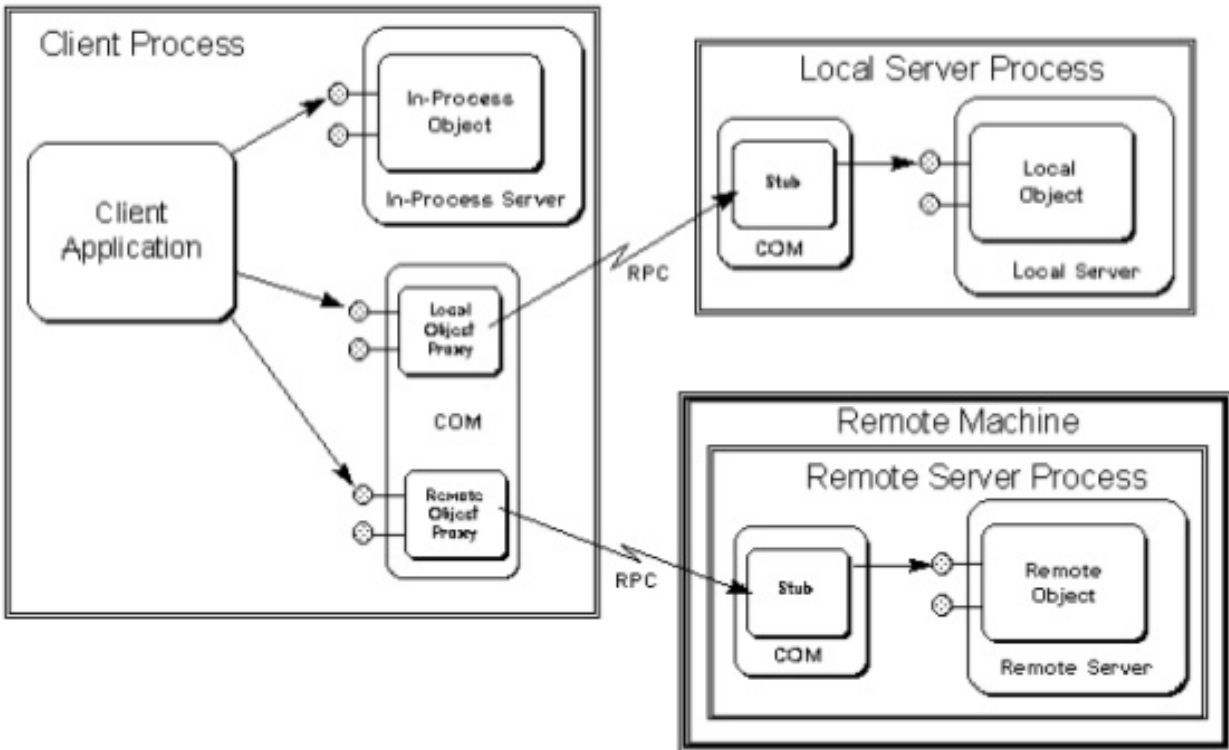 Client Process
In-Process
Object
In-Process Server
Client
Application
Local
Object
Proxy
COM
Remote
Object
Proxy
RPC
RPC
Local Server Process
Stub
COM
Local
Object
Local Server
Remote Machine
Remote Server Process
Stub
COM
Remote
Object
Remote Server